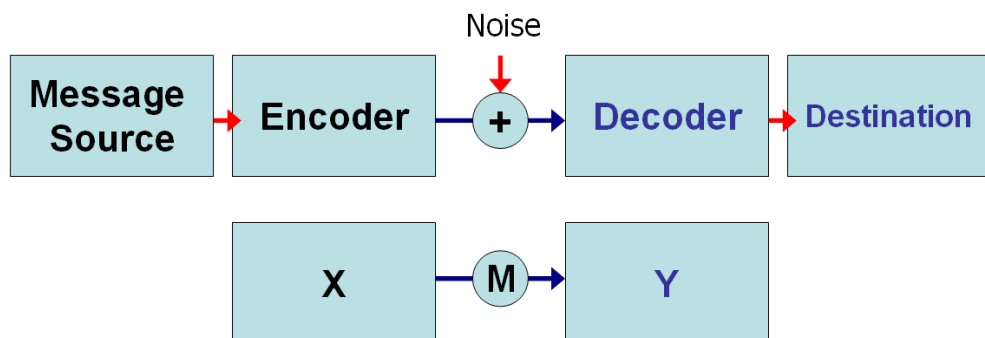 Noise
Message
Source
Encoder
+
Decoder
Destination
X
M
Y